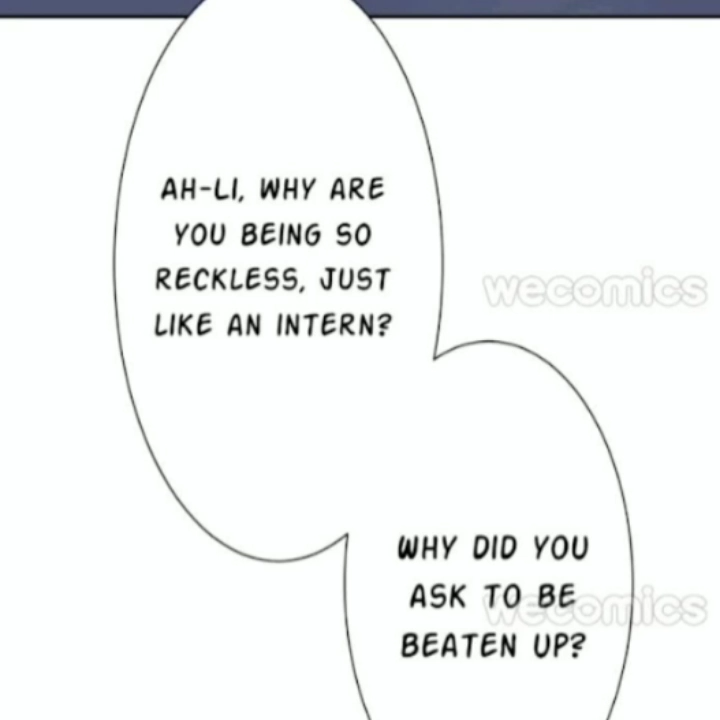 AH-LI, WHY ARE
YOU BEING SO
RECKLESS, JUST
LIKE AN INTERN?
wecomics
WHY DID YOU
ASK TO BE
wecomics
BEATEN UP?